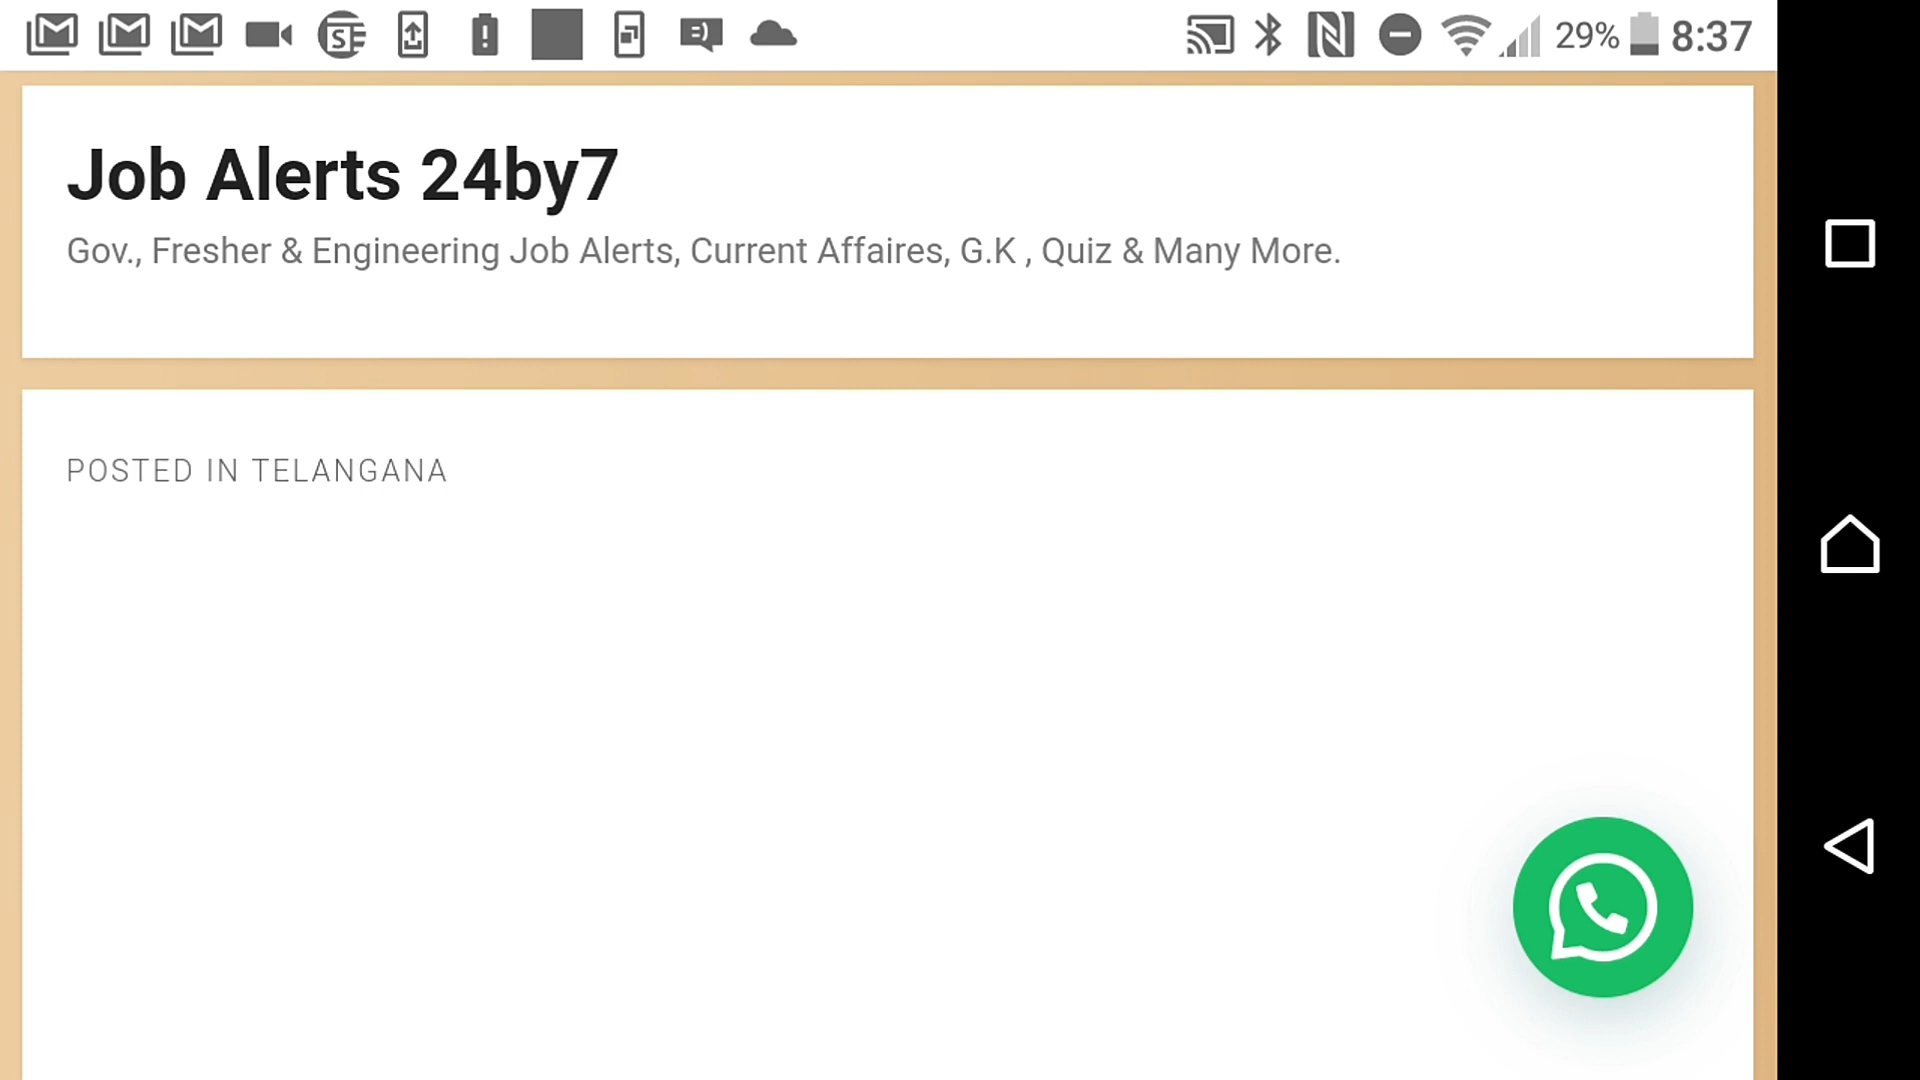 29% 8:37
Job Alerts 24by7
Gov., Fresher & Engineering Job Alerts, Current Affaires, G.K , Quiz & Many More.
POSTED IN TELANGANA